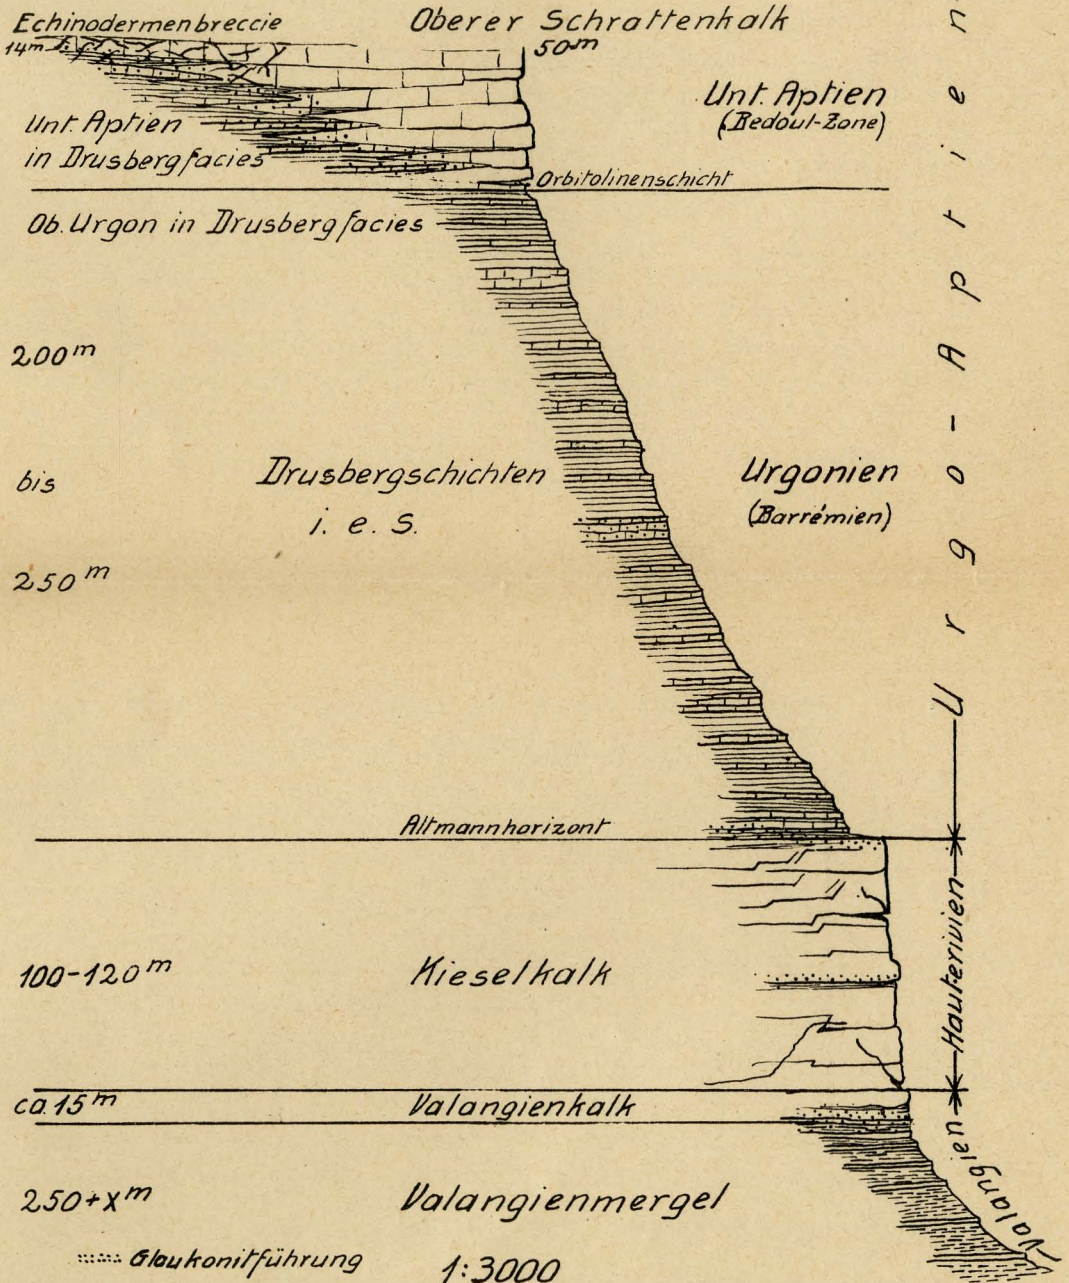 Echinodermenbreccie
Oberer Schrattenkalk
14m
50m
Unt. Aptien
(Bedoul-Zone)
Unt. Aptien
in Drusbergfacies
Orbitolinenschicht
Ob. Urgon in Drusbergfacies
200m
bis
250m
Drusbergschichten
i. e. s.
Urgonien
(Barrémien)
Urgo-Aptien
Altmannhorizont
100-120m
Kieselkalk
Hauterivien
ca. 15m
Valangienkalk
Valangien
250+xm
Valangienmergel
Glaukonitführung
1:3000